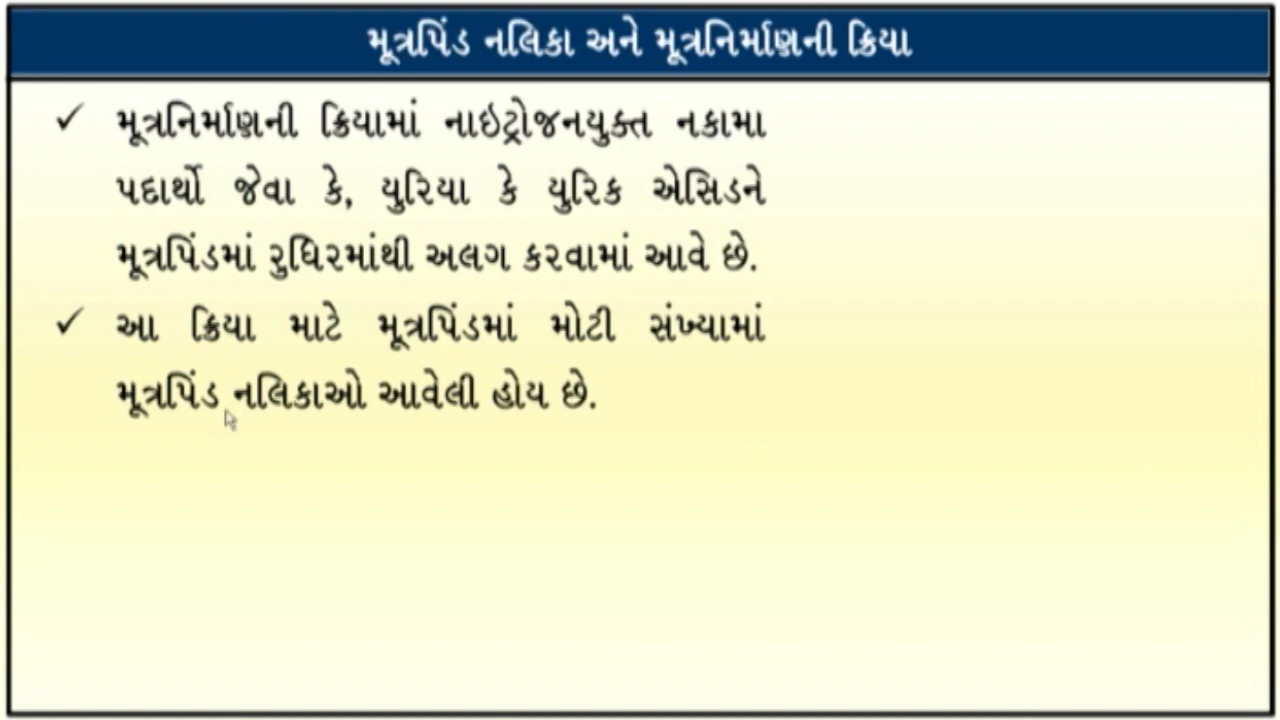 મૂત્રપિંડ નલિકા અને મૂત્રનિર્માણની ક્રિયા
મૂત્રનિર્માણની ક્રિયામાં નાઇટ્રોજનયુક્ત નકામા
પદાર્થો જેવા કે, યુરિયા કે યુરિક એસિડને
મૂત્રપિંડમાં રુધિરમાંથી અલગ કરવામાં આવે છે.
આ ક્રિયા માટે મૂત્રપિંડમાં મોટી સંખ્યામાં
મૂત્રપિંડ નલિકાઓ આવેલી હોય છે.